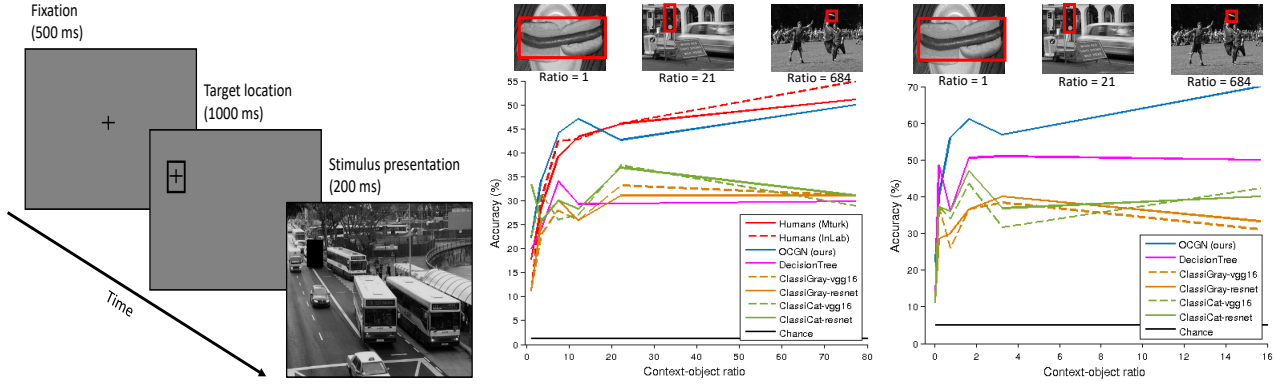 Fixation
(500 ms)
Target location
(1000 ms)
Stimulus presentation
(200 ms)
Time
Ratio = 1
Ratio = 21
Ratio = 684
55
50
45
40
35
30
25
20
15
10
5
0
Accuracy (%)
Humans (Mturk)
Humans (InLab)
OCGN (ours)
DecisionTree
ClassiGray-vgg16
ClassiGray-resnet
ClassiCat-vgg16
ClassiCat-resnet
Chance
0 10 20 30 40 50 60 70 80
Context-object ratio
Ratio = 1
Ratio = 21
Ratio = 684
70
60
50
40
30
20
10
0
Accuracy (%)
OCGN (ours)
DecisionTree
ClassiGray-vgg16
ClassiGray-resnet
ClassiCat-vgg16
ClassiCat-resnet
Chance
0 2 4 6 8 10 12 14 16
Context-object ratio